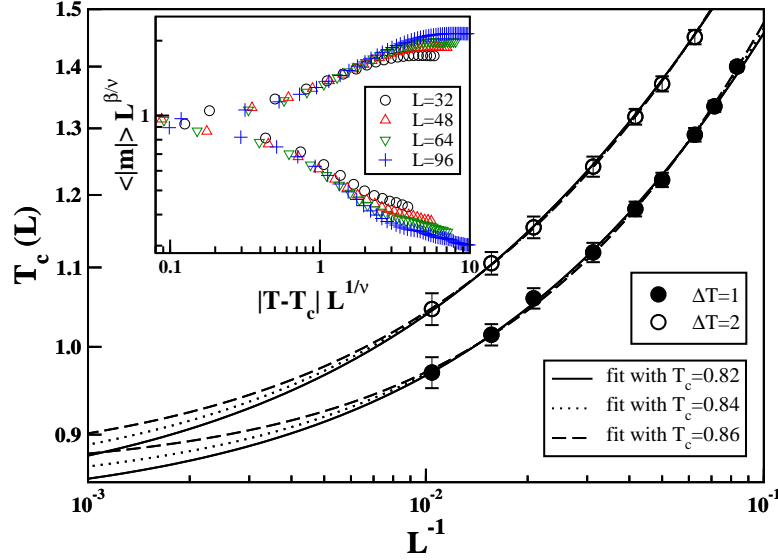 1.5
1.4
1.3
1.2
1.1
1.0
0.9
T_c (L)
10^-3
10^-2
10^-1
L^-1
<|m|> L^β/ν
1
0.1
1
10
|T-T_c| L^1/ν
L=32
L=48
L=64
L=96
ΔT=1
ΔT=2
fit with T_c=0.82
fit with T_c=0.84
fit with T_c=0.86